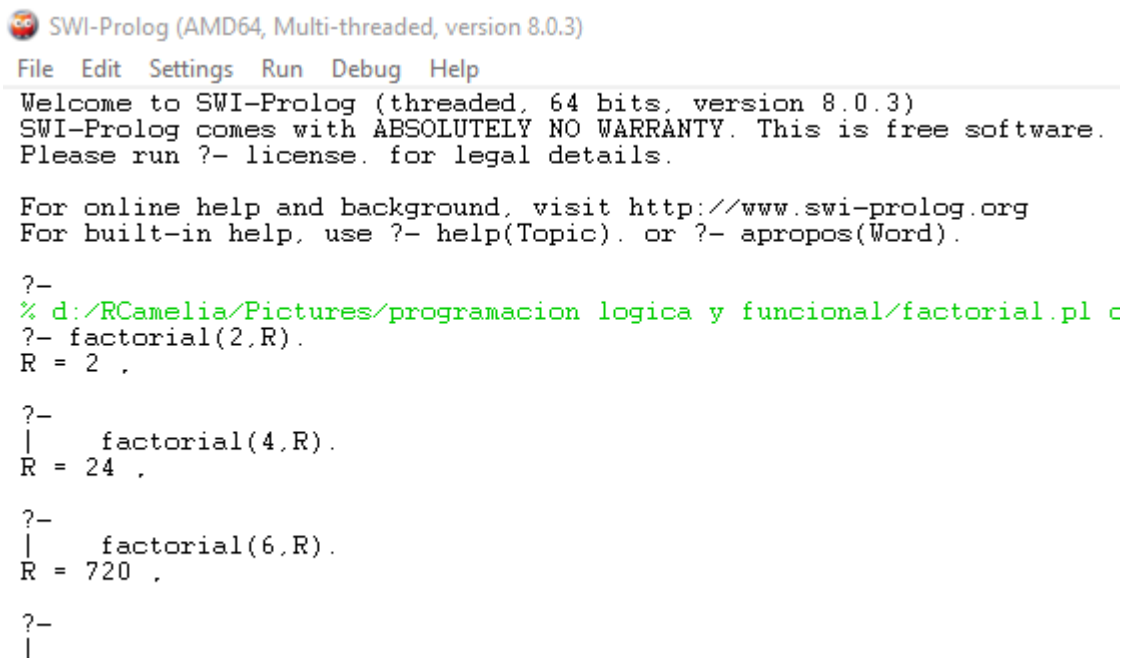 SWI-Prolog (AMD64, Multi-threaded, version 8.0.3)
File Edit Settings Run Debug Help
Welcome to SWI-Prolog (threaded, 64 bits, version 8.0.3)
SWI-Prolog comes with ABSOLUTELY NO WARRANTY. This is free software.
Please run ?- license. for legal details.
For online help and background, visit http://www.swi-prolog.org
For built-in help, use ?- help(Topic). or ?- apropos(Word).
?-
% d:/RCamelia/Pictures/programacion logica y funcional/factorial.pl c
?- factorial(2,R).
R = 2 .
?-
| factorial(4,R).
R = 24 .
?-
| factorial(6,R).
R = 720 .
?-
|